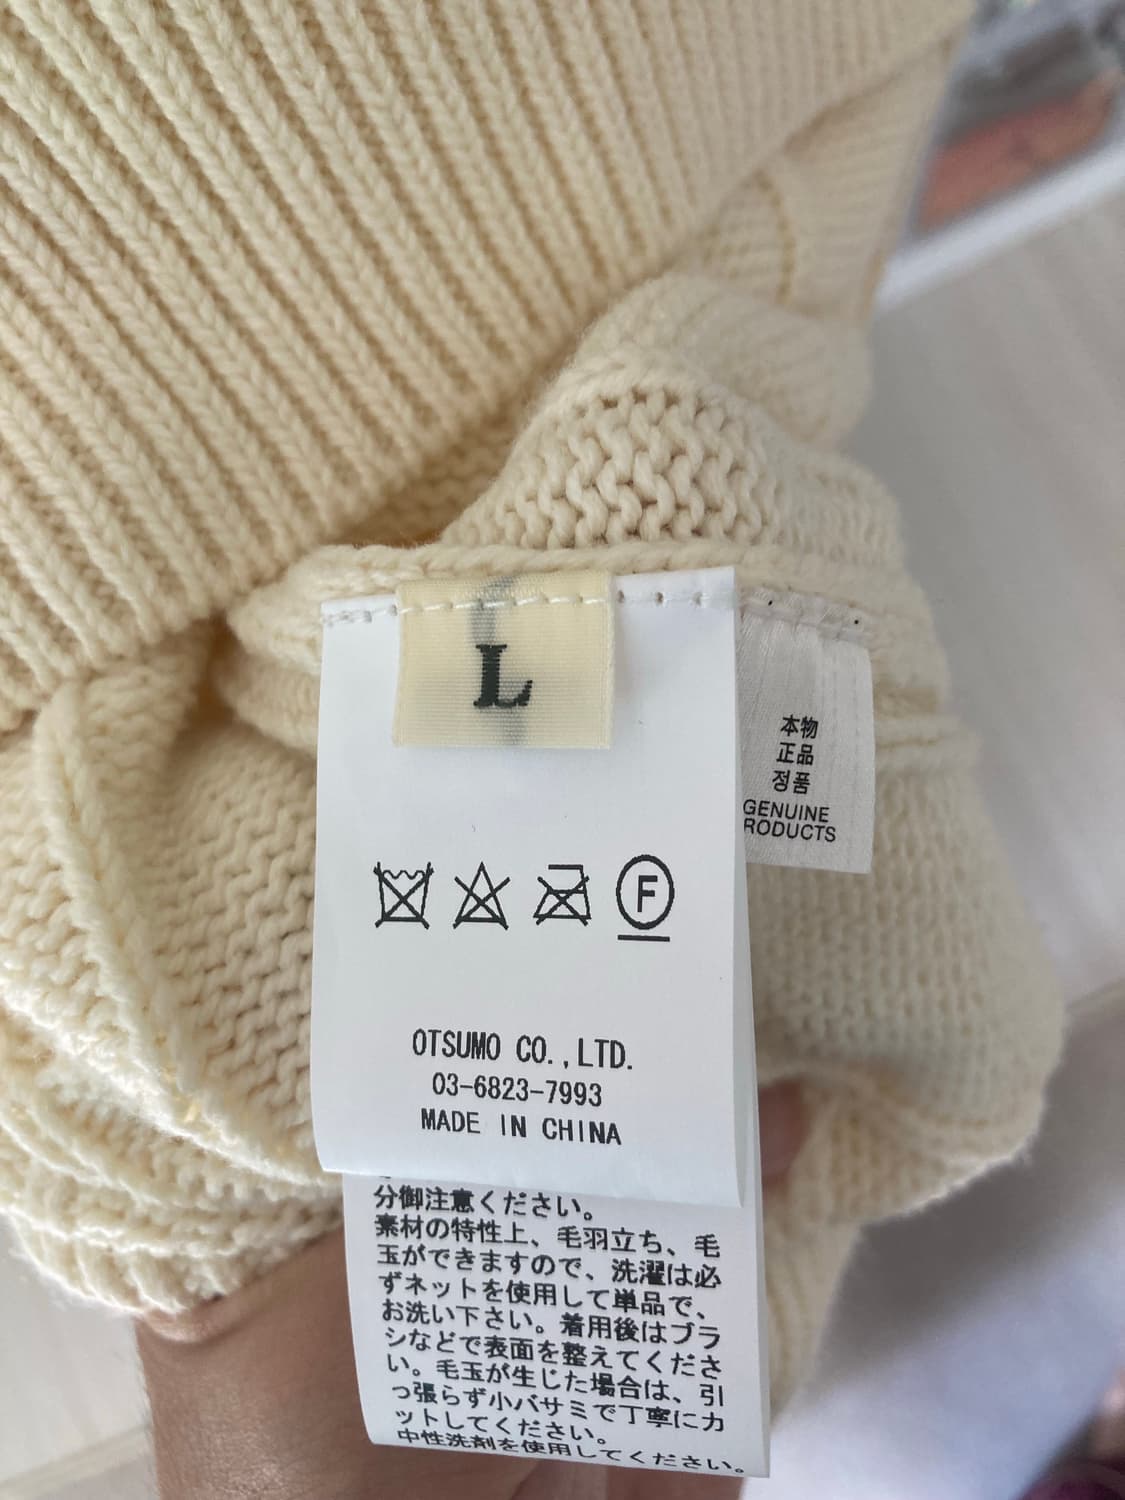 L
本物
正品
정품
GENUINE
RODUCTS
F
OTSUMO CO.,LTD.
03-6823-7993
MADE IN CHINA
分御注意ください。
素材の特性上、毛羽立ち、毛
玉ができますので、洗濯は必
ずネットを使用して単品で、
お洗い下さい。着用後はブラ
シなどで表面を整えてくださ
い。毛玉が生じた場合は、引
っ張らず小バサミで丁寧にカ
ットしてください。
中性洗剤を使用してください。